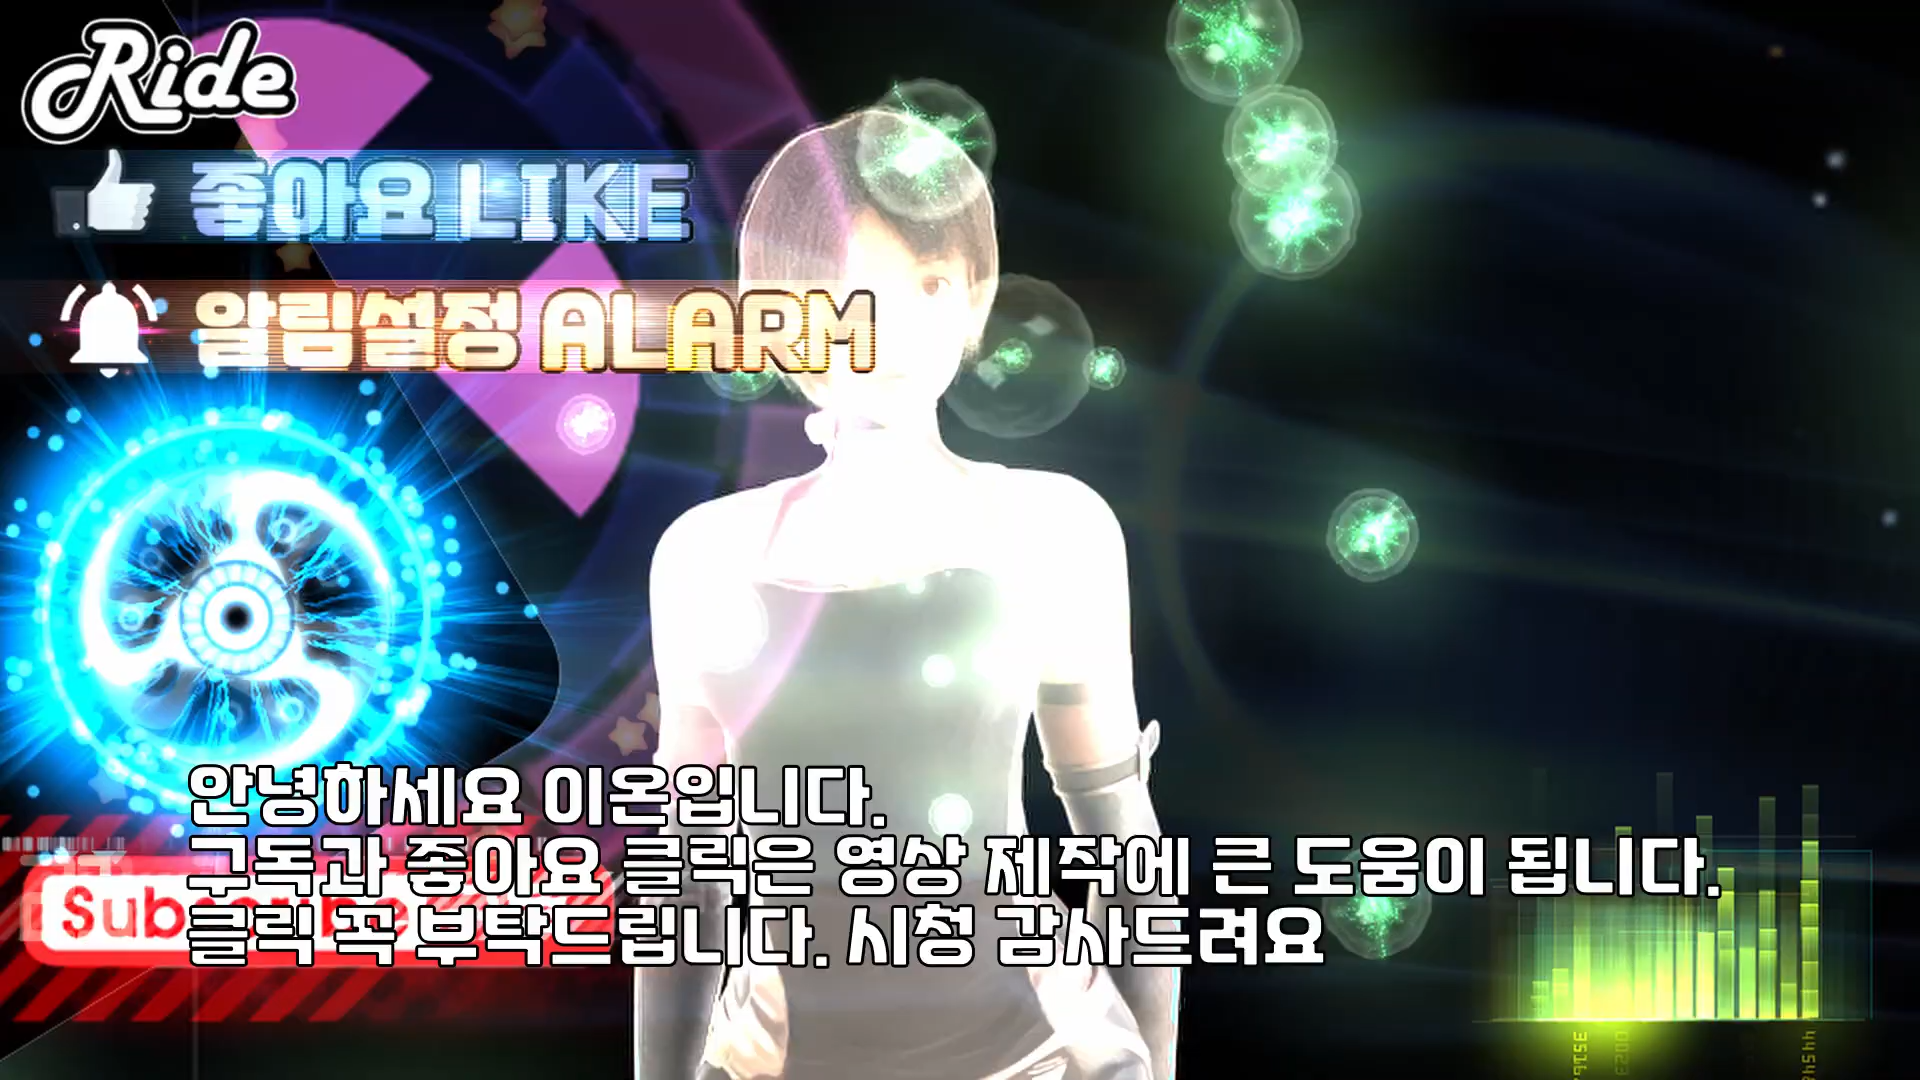 Ride
좋아요 LIKE
알림설정 ALARM
안녕하세요 이온입니다.
구독과 좋아요 클릭은 영상 제작에 큰 도움이 됩니다.
Subscribe
클릭 꼭 부탁드립니다. 시청 감사드려요